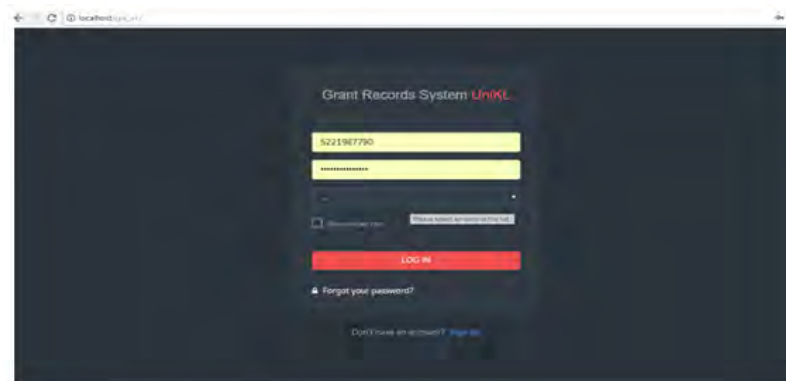 localhost
Grant Records System UniKL
5221987790
***************
Please select an item in the list.
LOG IN
Forgot your password?
Don't have an account? Sign up